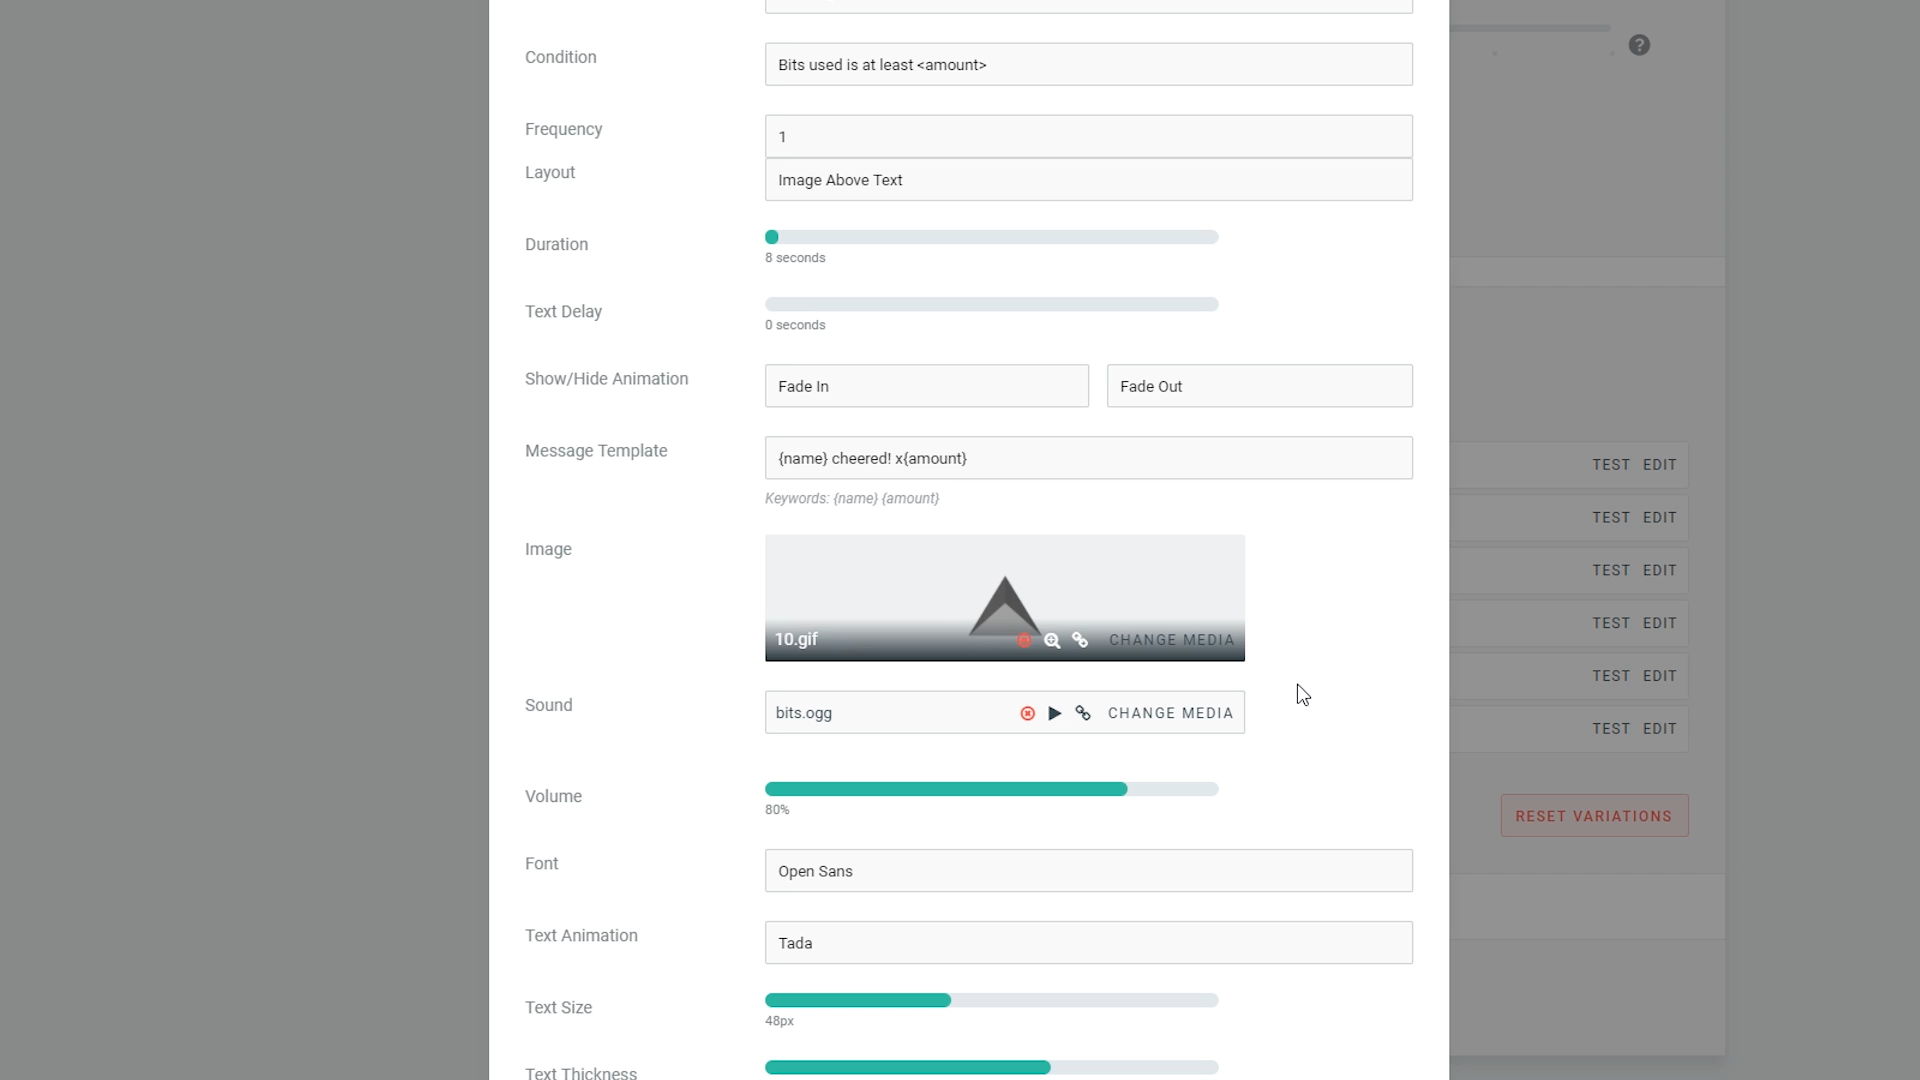 Condition
Bits used is at least <amount>
Frequency
1
Layout
Image Above Text
Duration
8 seconds
Text Delay
0 seconds
Show/Hide Animation
Fade In
Fade Out
Message Template
{name} cheered! x{amount}
Keywords: {name} {amount}
Image
10.gif
CHANGE MEDIA
Sound
bits.ogg
CHANGE MEDIA
Volume
80%
Font
Open Sans
Text Animation
Tada
Text Size
48px
Text Thickness
?
TEST EDIT
TEST EDIT
TEST EDIT
TEST EDIT
TEST EDIT
TEST EDIT
RESET VARIATIONS